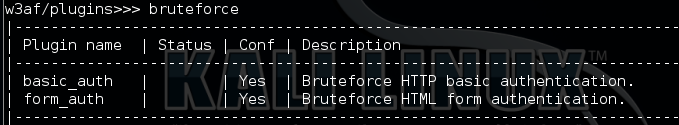 w3af/plugins>>> bruteforce
|------------------------------------------------------------------------------
| Plugin name | Status | Conf | Description
|------------------------------------------------------------------------------
| basic_auth | | Yes | Bruteforce HTTP basic authentication.
| form_auth | | Yes | Bruteforce HTML form authentication.
|------------------------------------------------------------------------------
KALI LINUX™